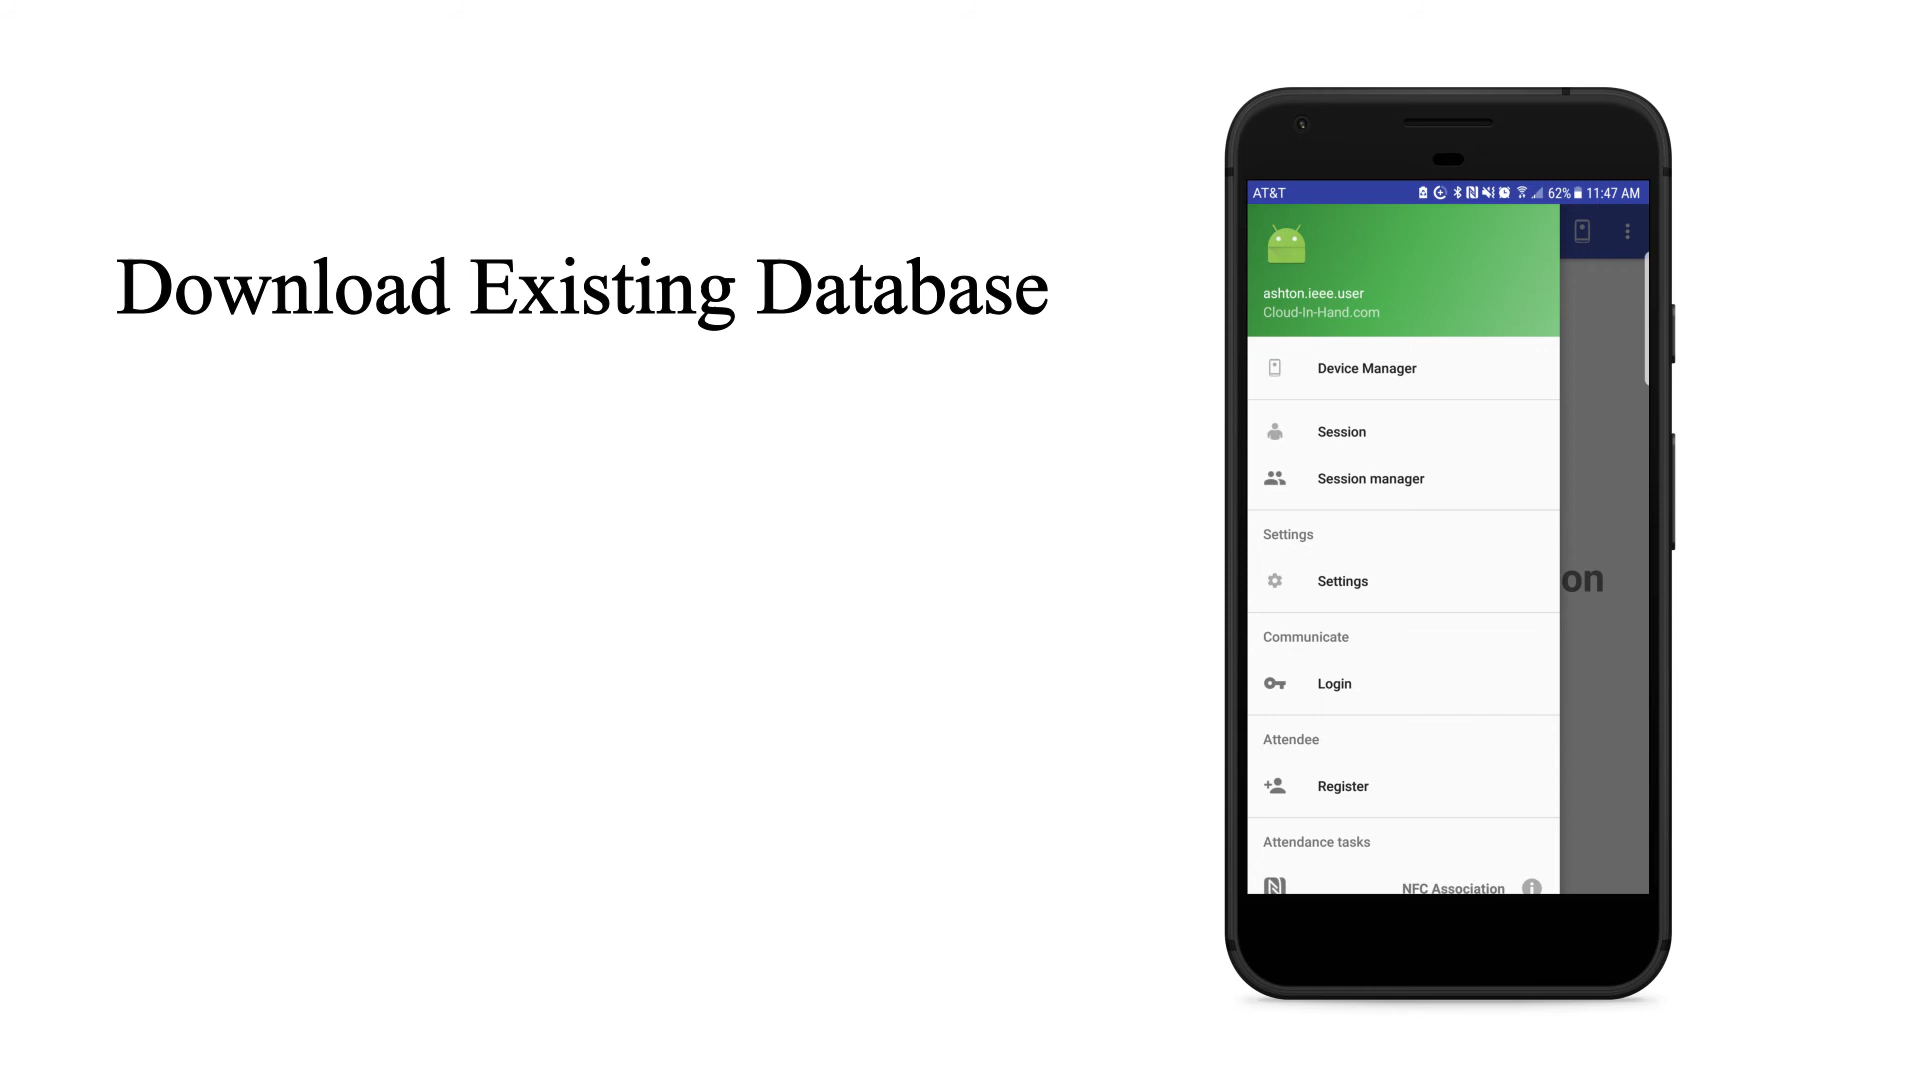 Download Existing Database
AT&T 62% 11:47 AM
ashton.ieee.user
Cloud-In-Hand.com
Device Manager
Session
Session manager
Settings
Settings
on
Communicate
Login
Attendee
Register
Attendance tasks
NFC Association